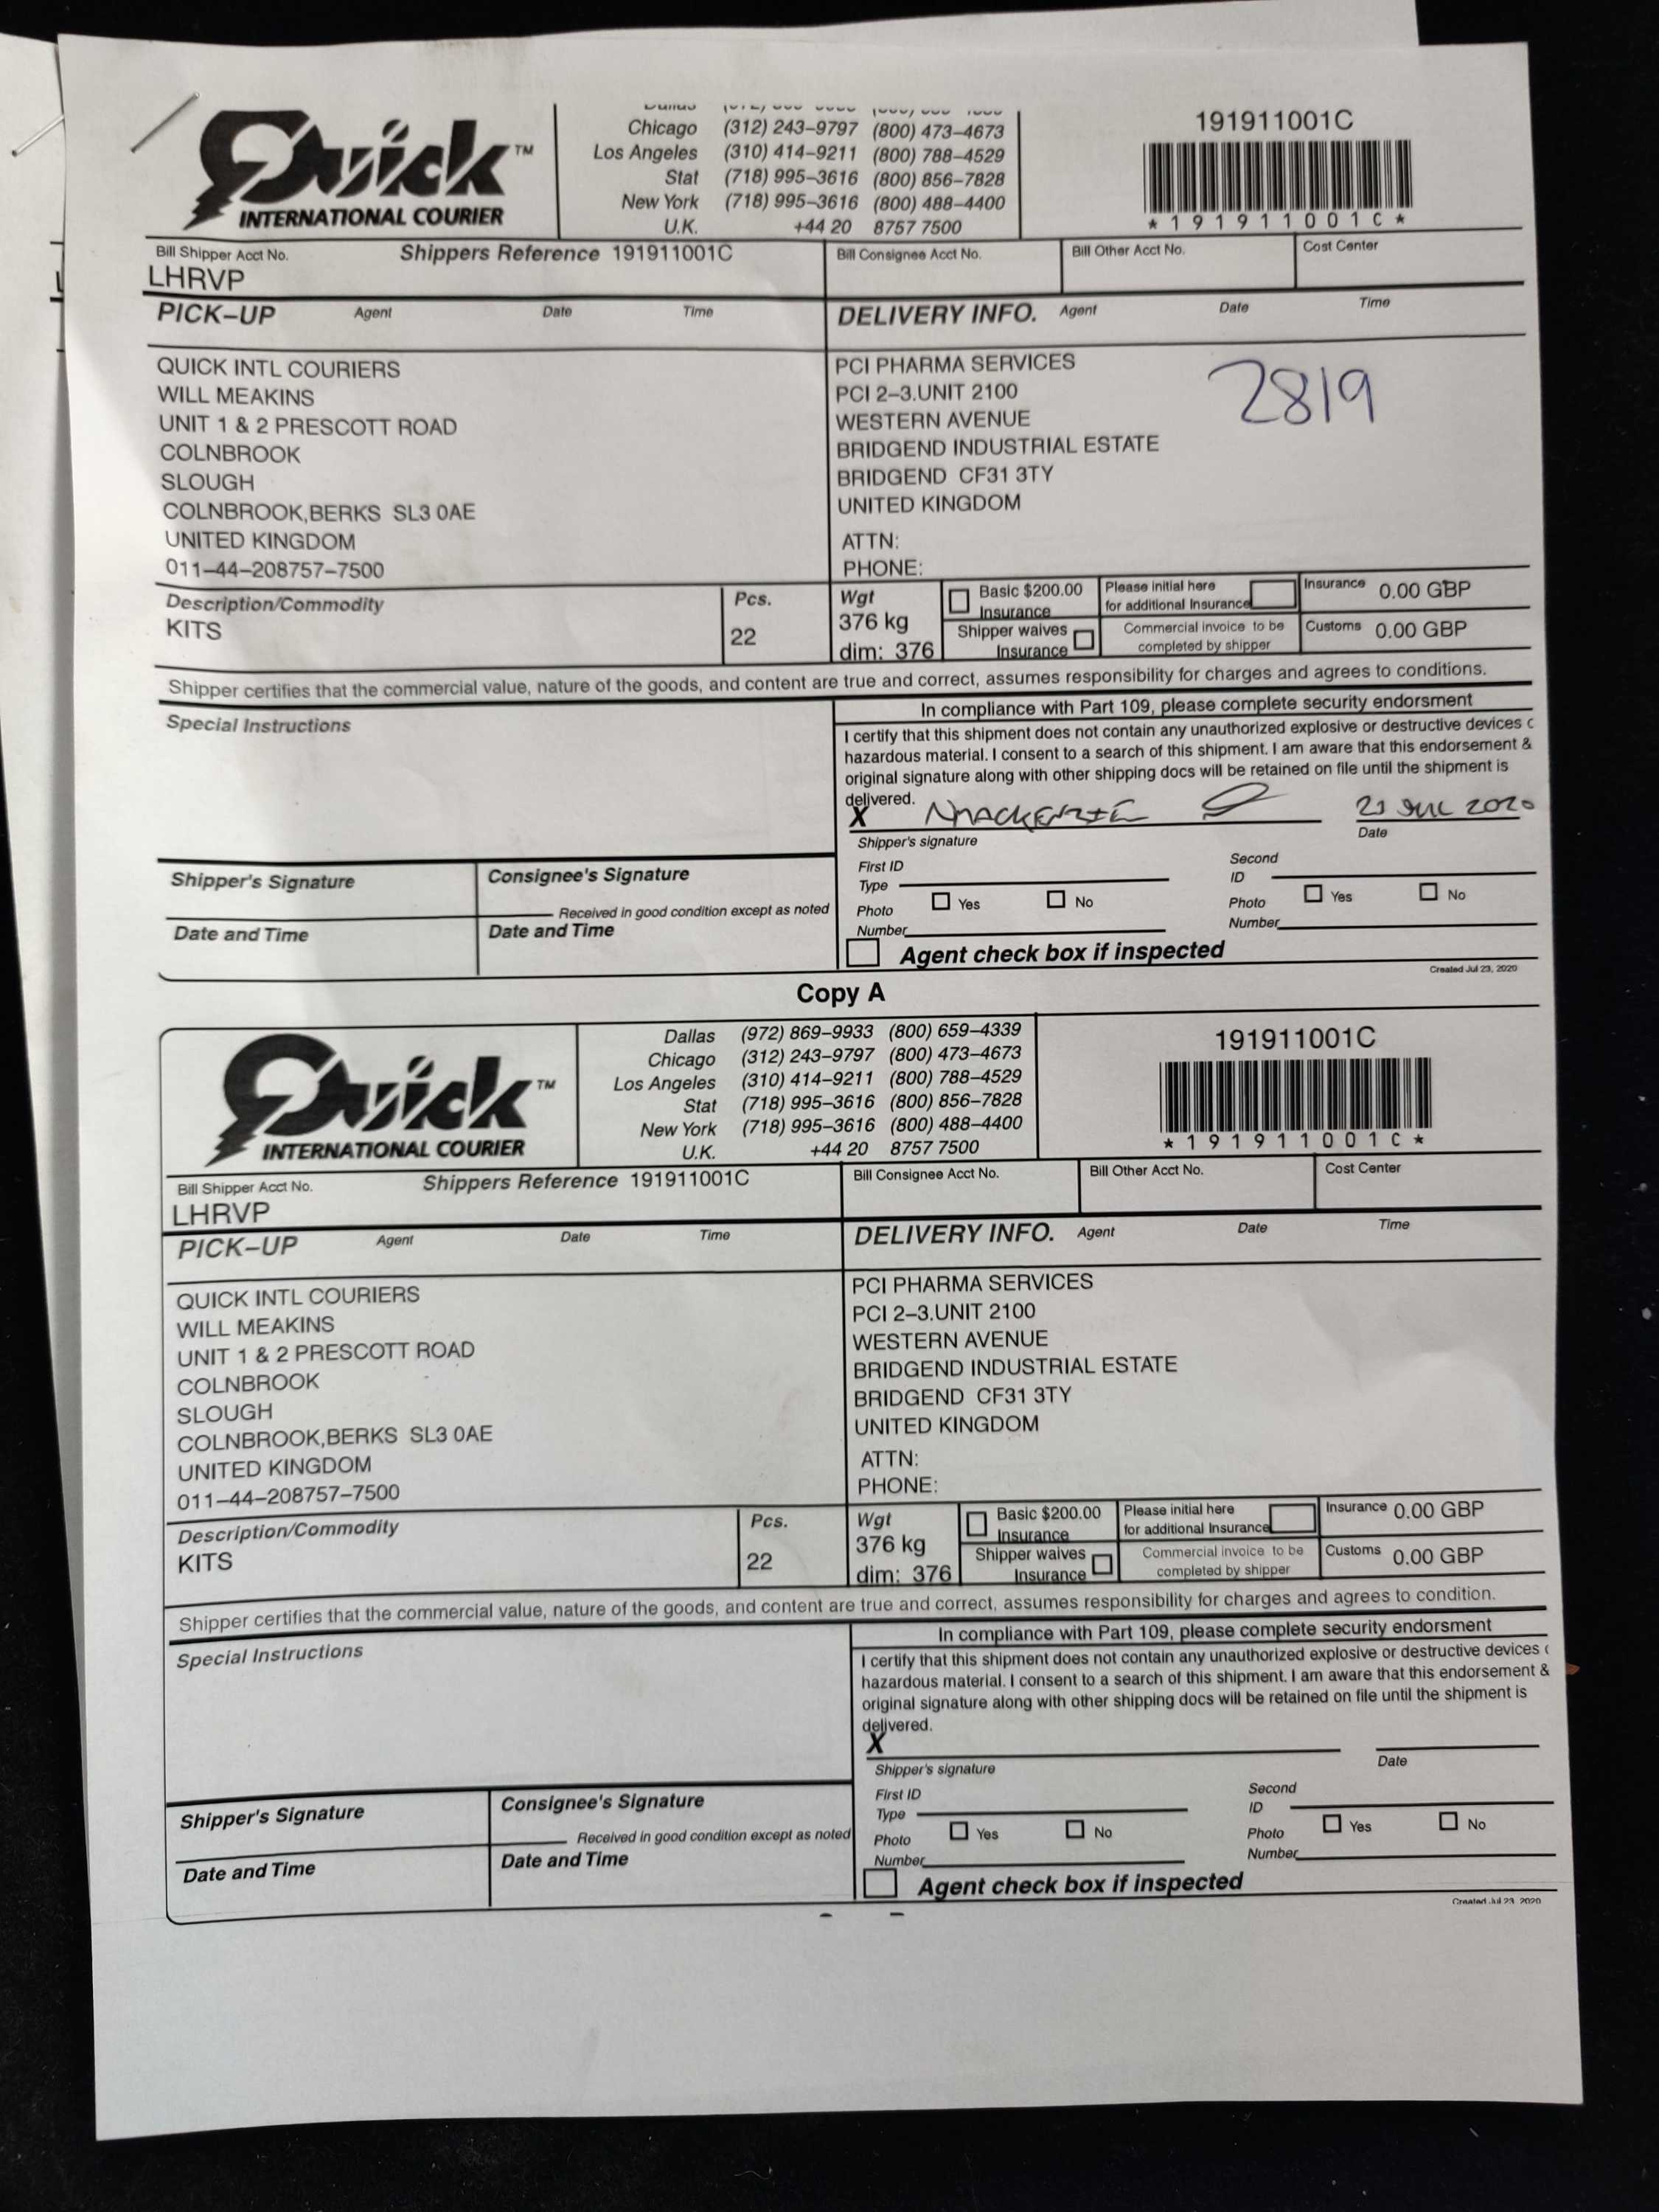 Quick™
INTERNATIONAL COURIER
Dallas
Chicago (312) 243-9797 (800) 473-4673
Los Angeles (310) 414-9211 (800) 788-4529
Stat (718) 995-3616 (800) 856-7828
New York (718) 995-3616 (800) 488-4400
U.K. +44 20 8757 7500
191911001C
*191911001C*
Bill Shipper Acct No. Shippers Reference 191911001C
LHRVP
Bill Consignee Acct No.
Bill Other Acct No.
Cost Center
PICK-UP Agent Date Time
DELIVERY INFO. Agent Date Time
QUICK INTL COURIERS
WILL MEAKINS
UNIT 1 & 2 PRESCOTT ROAD
COLNBROOK
SLOUGH
COLNBROOK,BERKS SL3 0AE
UNITED KINGDOM
011-44-208757-7500
PCI PHARMA SERVICES
PCI 2-3.UNIT 2100
WESTERN AVENUE
BRIDGEND INDUSTRIAL ESTATE
BRIDGEND CF31 3TY
UNITED KINGDOM
ATTN:
PHONE:
2819
Description/Commodity
KITS
Pcs.
22
Wgt
376 kg
dim: 376
Basic $200.00
Insurance
Shipper waives
Insurance
Please initial here
for additional Insurance
Commercial invoice to be
completed by shipper
Insurance 0.00 GBP
Customs 0.00 GBP
Shipper certifies that the commercial value, nature of the goods, and content are true and correct, assumes responsibility for charges and agrees to conditions.
Special Instructions
In compliance with Part 109, please complete security endorsment
I certify that this shipment does not contain any unauthorized explosive or destructive devices
hazardous material. I consent to a search of this shipment. I am aware that this endorsement &
original signature along with other shipping docs will be retained on file until the shipment is
delivered.
X NMACKENZIE 23 JUL 2020
Shipper's signature Date
First ID
Type
Second
ID
Photo Yes No
Photo Yes No
Number
Number
Shipper's Signature
Consignee's Signature
Received in good condition except as noted
Date and Time
Date and Time
Agent check box if inspected
Created Jul 23, 2020
Copy A
Quick™
INTERNATIONAL COURIER
Dallas (972) 869-9933 (800) 659-4339
Chicago (312) 243-9797 (800) 473-4673
Los Angeles (310) 414-9211 (800) 788-4529
Stat (718) 995-3616 (800) 856-7828
New York (718) 995-3616 (800) 488-4400
U.K. +44 20 8757 7500
191911001C
*191911001C*
Bill Shipper Acct No. Shippers Reference 191911001C
LHRVP
Bill Consignee Acct No.
Bill Other Acct No.
Cost Center
PICK-UP Agent Date Time
DELIVERY INFO. Agent Date Time
QUICK INTL COURIERS
WILL MEAKINS
UNIT 1 & 2 PRESCOTT ROAD
COLNBROOK
SLOUGH
COLNBROOK,BERKS SL3 0AE
UNITED KINGDOM
011-44-208757-7500
PCI PHARMA SERVICES
PCI 2-3.UNIT 2100
WESTERN AVENUE
BRIDGEND INDUSTRIAL ESTATE
BRIDGEND CF31 3TY
UNITED KINGDOM
ATTN:
PHONE:
Description/Commodity
KITS
Pcs.
22
Wgt
376 kg
dim: 376
Basic $200.00
Insurance
Shipper waives
Insurance
Please initial here
for additional Insurance
Commercial invoice to be
completed by shipper
Insurance 0.00 GBP
Customs 0.00 GBP
Shipper certifies that the commercial value, nature of the goods, and content are true and correct, assumes responsibility for charges and agrees to condition.
Special Instructions
In compliance with Part 109, please complete security endorsment
I certify that this shipment does not contain any unauthorized explosive or destructive devices
hazardous material. I consent to a search of this shipment. I am aware that this endorsement &
original signature along with other shipping docs will be retained on file until the shipment is
delivered.
X
Shipper's signature Date
First ID
Type
Second
ID
Photo Yes No
Photo Yes No
Number
Number
Shipper's Signature
Consignee's Signature
Received in good condition except as noted
Date and Time
Date and Time
Agent check box if inspected
Created Jul 23, 2020